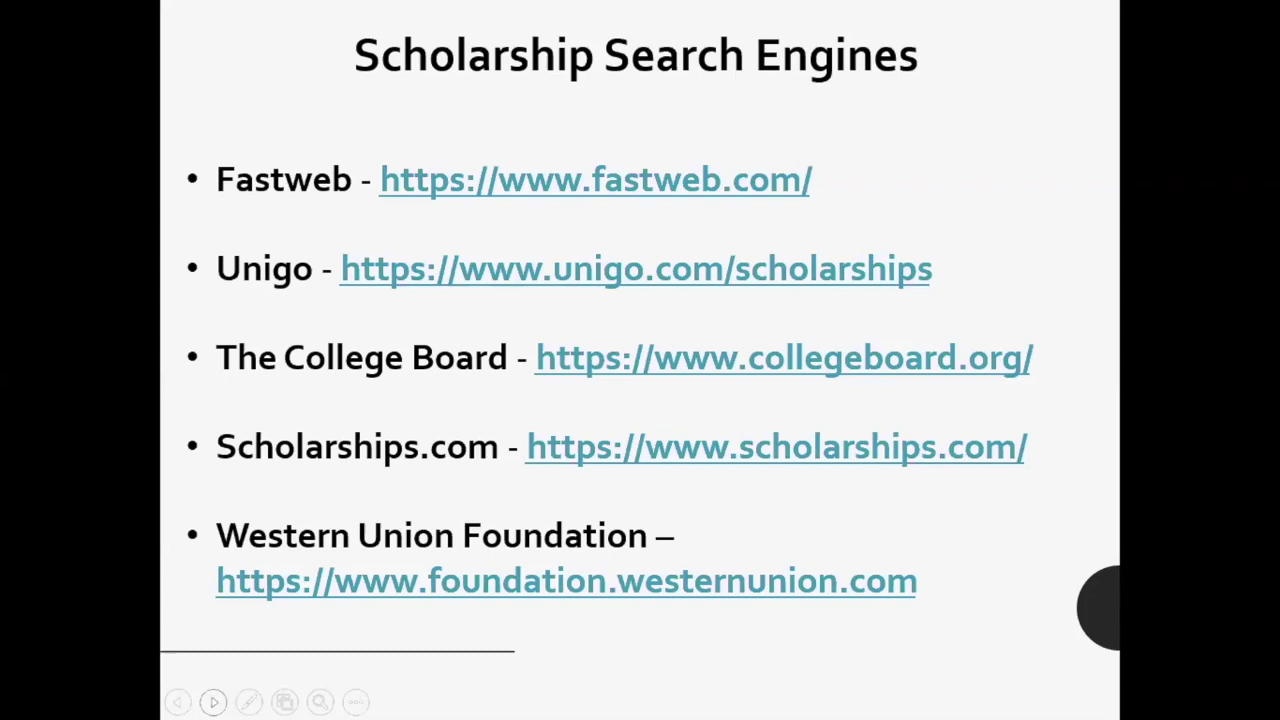 Scholarship Search Engines
• Fastweb - https://www.fastweb.com/
• Unigo - https://www.unigo.com/scholarships
• The College Board - https://www.collegeboard.org/
• Scholarships.com - https://www.scholarships.com/
• Western Union Foundation –
https://www.foundation.westernunion.com